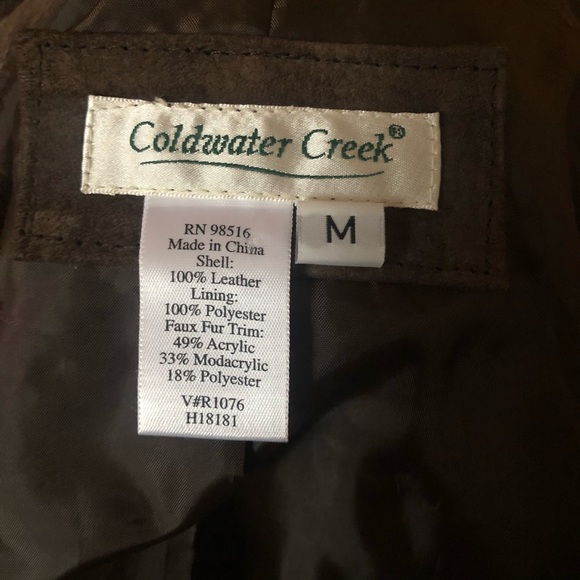 Coldwater Creek®
M
RN 98516
Made in China
Shell:
100% Leather
Lining:
100% Polyester
Faux Fur Trim:
49% Acrylic
33% Modacrylic
18% Polyester
V#R1076
H18181